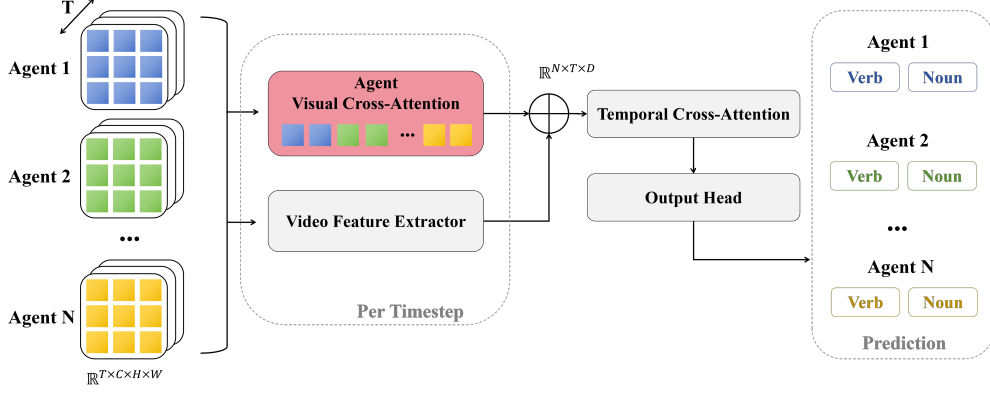 T
Agent 1
Agent 2
...
Agent N
ℝ^{T×C×H×W}
Agent
Visual Cross-Attention
...
Video Feature Extractor
Per Timestep
ℝ^{N×T×D}
Temporal Cross-Attention
Output Head
Agent 1
Verb Noun
Agent 2
Verb Noun
...
Agent N
Verb Noun
Prediction